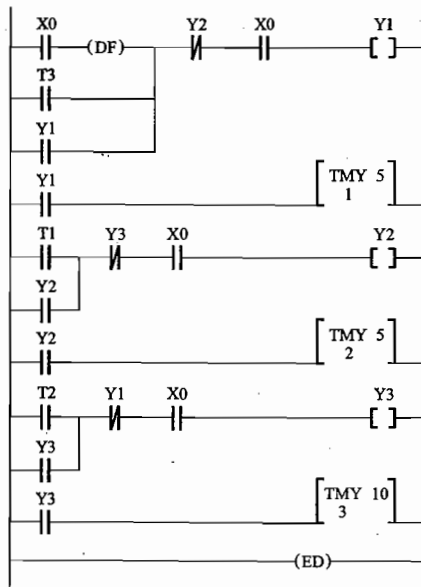 X0 Y2 X0 Y1
(DF)
T3
Y1
Y1
TMY 5
1
T1 Y3 X0 Y2
Y2
Y2
TMY 5
2
T2 Y1 X0 Y3
Y3
Y3
TMY 10
3
(ED)